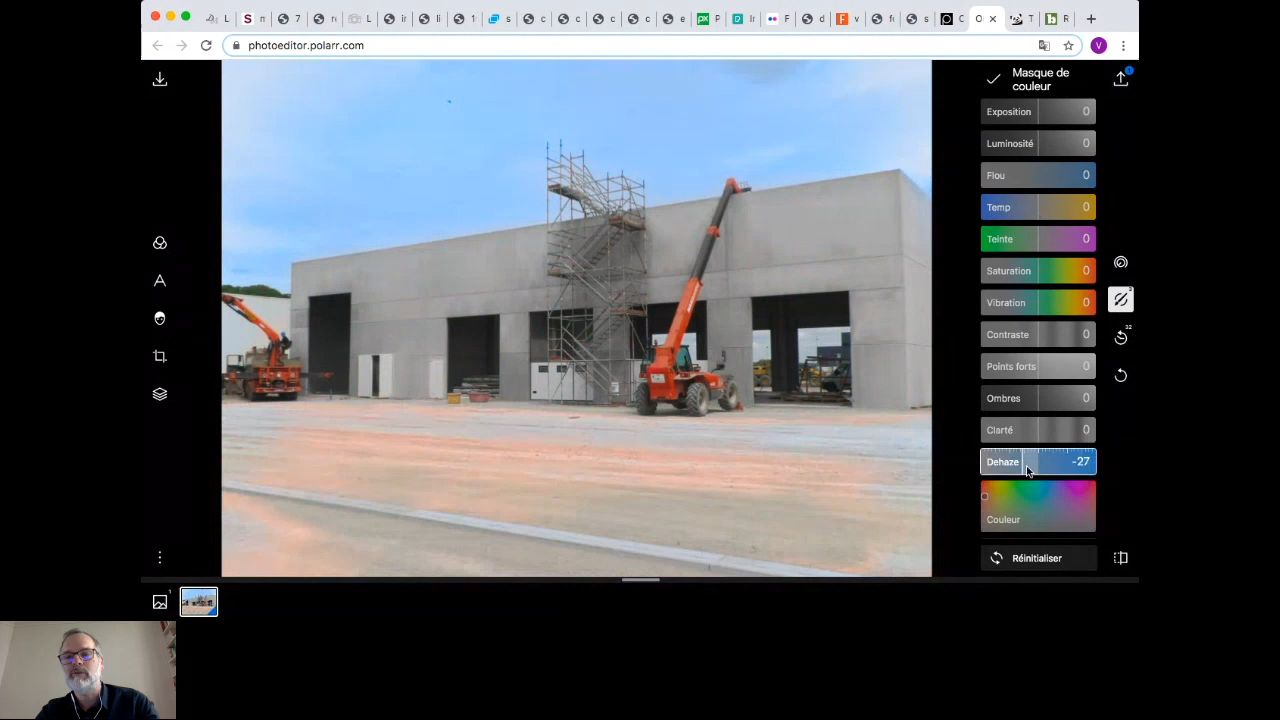 photoeditor.polarr.com
V
Masque de
couleur
Exposition 0
Luminosité 0
Flou 0
Temp 0
Teinte 0
Saturation 0
Vibration 0
Contraste 0
Points forts 0
Ombres 0
Clarté 0
Dehaze -27
Couleur
Réinitialiser